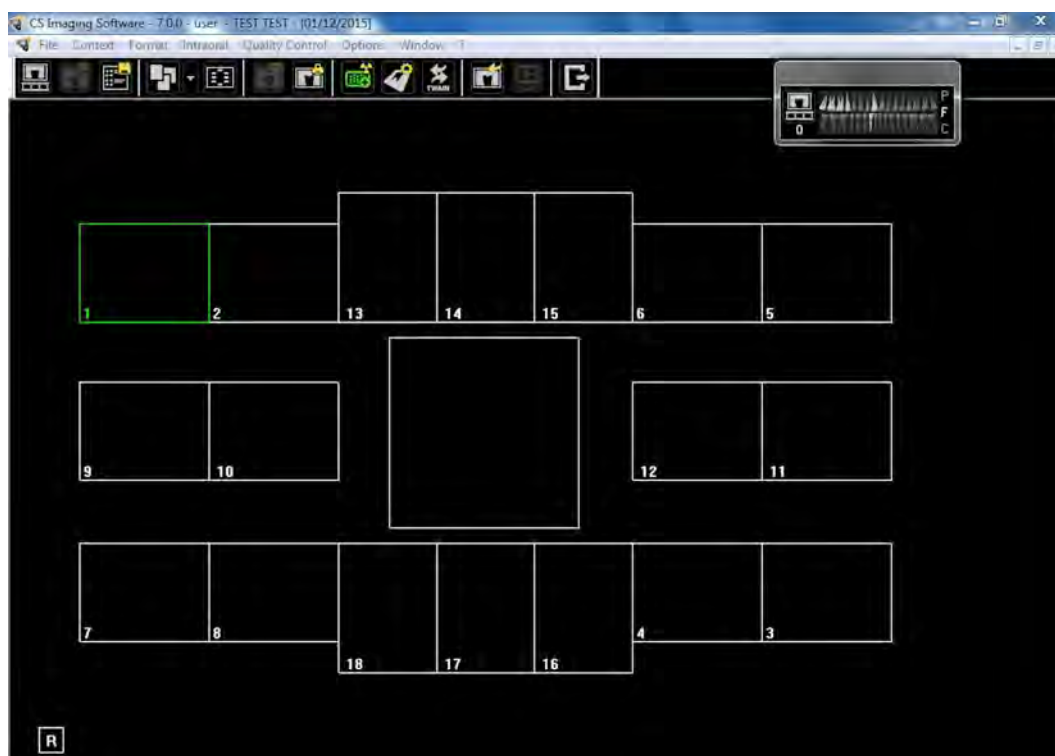 CS Imaging Software - 7.0.0 - user - TEST TEST - [01/12/2015]
File Context Format Intraoral Quality Control Options Window ?
TWAIN
0
P
F
C
1 2 13 14 15 6 5
9 10 12 11
7 8 18 17 16 4 3
R